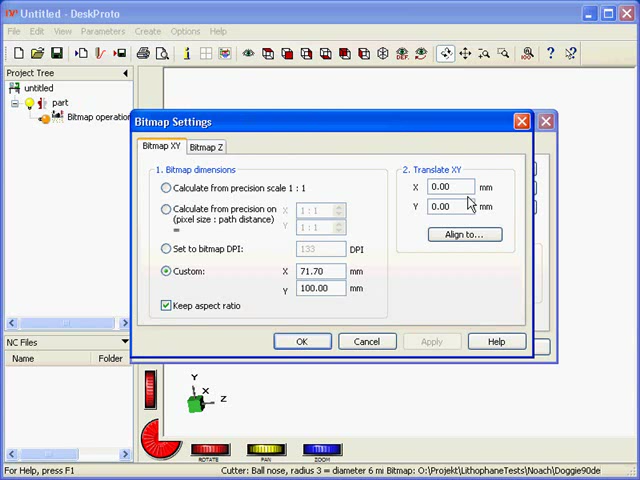 Untitled - DeskProto
File Edit View Parameters Create Options Help
Project Tree
untitled
part
Bitmap operation
Bitmap Settings
Bitmap XY Bitmap Z
1. Bitmap dimensions
Calculate from precision scale 1 : 1
Calculate from precision on (pixel size : path distance) =
X 1 : 1
Y 1 : 1
Set to bitmap DPI: 133 DPI
Custom: X 71.70 mm
Y 100.00 mm
Keep aspect ratio
2. Translate XY
X 0.00 mm
Y 0.00 mm
Align to...
OK Cancel Apply Help
NC Files
Name Folder
Y
X
Z
ROTATE PAN ZOOM
For Help, press F1
Cutter: Ball nose, radius 3 = diameter 6 mi Bitmap: O:\Projekt\LithophaneTests\Noach\Doggie90de